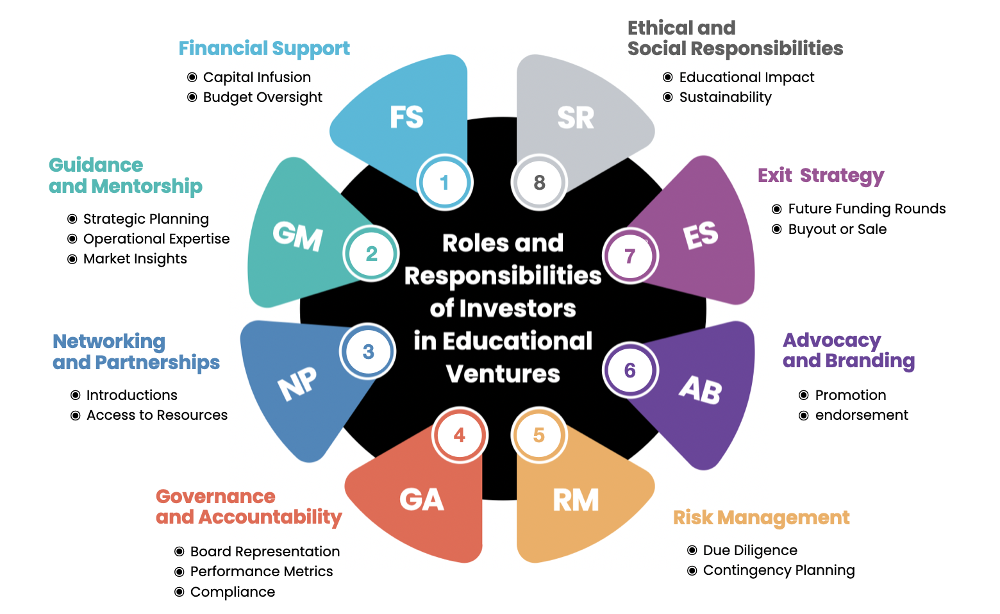 Financial Support
Capital Infusion
Budget Oversight
FS
1
Guidance
and Mentorship
Strategic Planning
Operational Expertise
Market Insights
GM
2
Networking
and Partnerships
Introductions
Access to Resources
NP
3
Governance
and Accountability
Board Representation
Performance Metrics
Compliance
GA
4
Roles and
Responsibilities
of Investors
in Educational
Ventures
Risk Management
Due Diligence
Contingency Planning
RM
5
Advocacy
and Branding
Promotion
endorsement
AB
6
Exit Strategy
Future Funding Rounds
Buyout or Sale
ES
7
Ethical and
Social Responsibilities
Educational Impact
Sustainability
SR
8